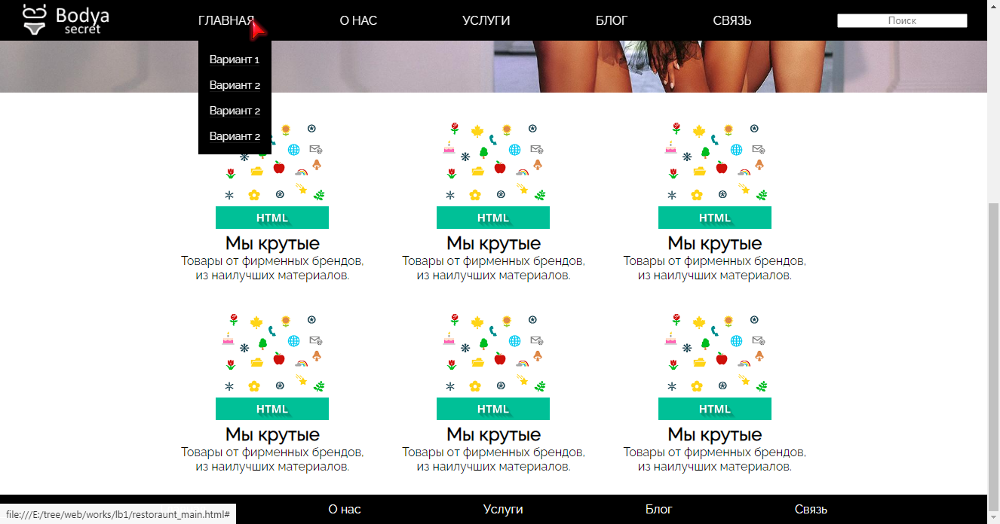 Bodya
secret
ГЛАВНАЯ
О НАС
УСЛУГИ
БЛОГ
СВЯЗЬ
Поиск
Вариант 1
Вариант 2
Вариант 2
Вариант 2
HTML
HTML
HTML
Мы крутые
Мы крутые
Мы крутые
Товары от фирменных брендов,
из наилучших материалов.
Товары от фирменных брендов,
из наилучших материалов.
Товары от фирменных брендов,
из наилучших материалов.
HTML
HTML
HTML
Мы крутые
Мы крутые
Мы крутые
Товары от фирменных брендов,
из наилучших материалов.
Товары от фирменных брендов,
из наилучших материалов.
Товары от фирменных брендов,
из наилучших материалов.
О нас
Услуги
Блог
Связь
file:///E:/tree/web/works/lb1/restoraunt_main.html#